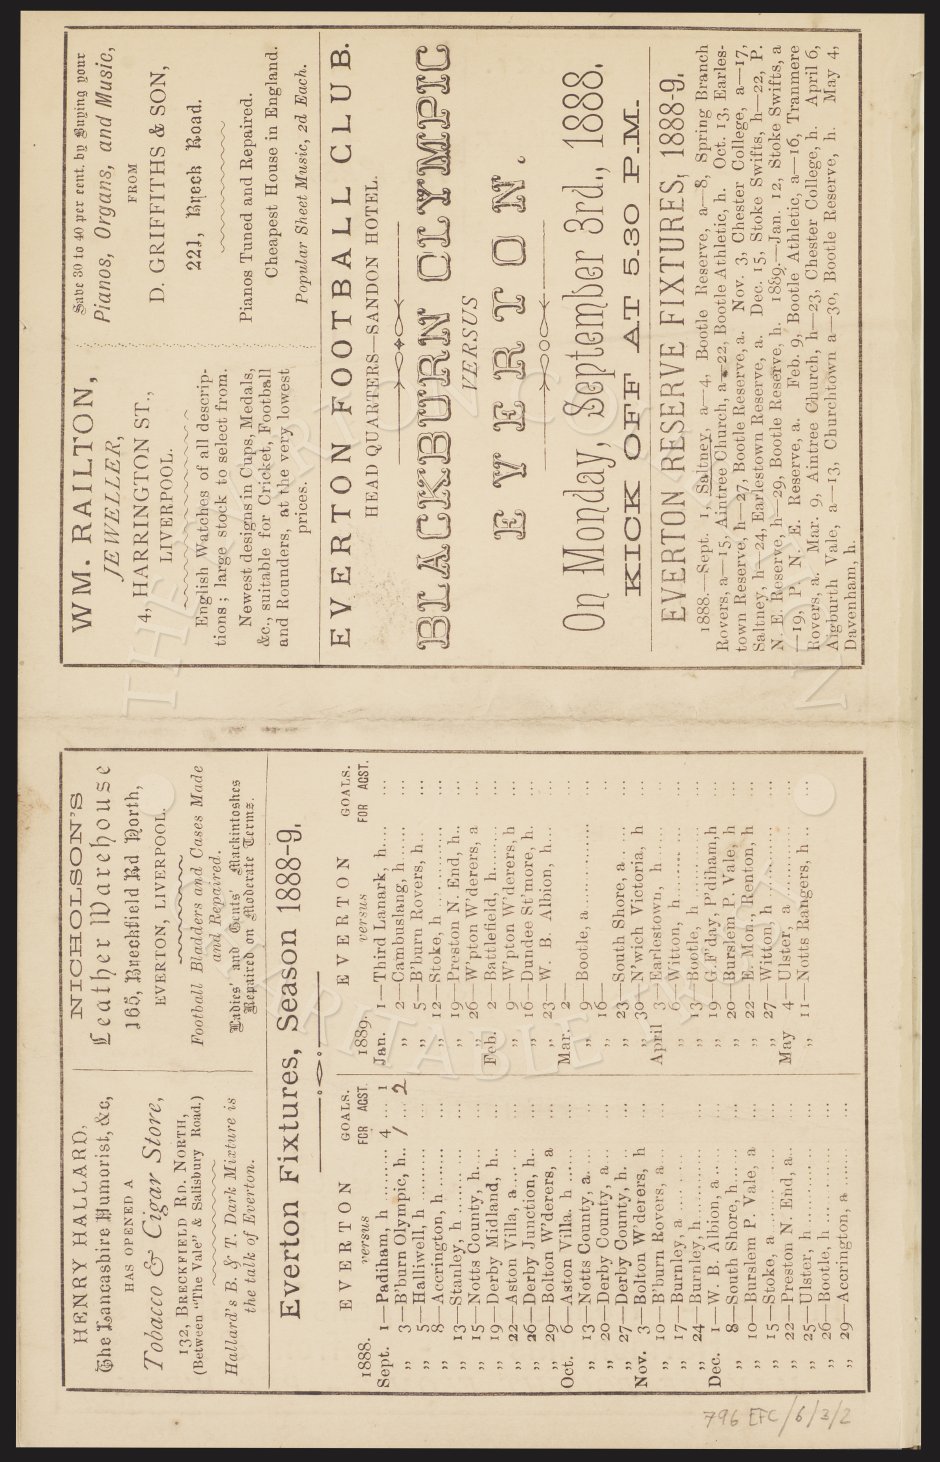 WM. RAILTON,
JEWELLER,
4, HARRINGTON ST.,
LIVERPOOL.
English Watches of all descrip-
tions ; large stock to select from.
Newest designs in Cups, Medals,
&c., suitable for Cricket, Football
and Rounders, at the very lowest
prices.
Save 30 to 40 per cent. by Buying your
Pianos, Organs, and Music,
FROM
D. GRIFFITHS & SON,
221, Breck Road.
Pianos Tuned and Repaired.
Cheapest House in England.
Popular Sheet Music, 2d Each.
EVERTON FOOTBALL CLUB.
HEAD QUARTERS—SANDON HOTEL.
BLACKBURN OLYMPIC
VERSUS
EVERTON.
On Monday, September 3rd., 1888.
KICK OFF AT 5.30 P.M.
EVERTON RESERVE FIXTURES, 1888-9.
1888.—Sept. 1, Saltney, a—4, Bootle Reserve, a—8, Spring Branch
Rovers, a—15, Aintree Church, a—22, Bootle Athletic, h. Oct. 13, Earles-
town Reserve, h—27, Bootle Reserve, a. Nov. 3, Chester College, a—17,
Saltney, h—24, Earlestown Reserve, a. Dec. 15, Stoke Swifts, h—22, P.
N. E. Reserve, h—29, Bootle Reserve, h. 1889.—Jan. 12, Stoke Swifts, a
—19, P. N. E. Reserve, a. Feb. 9, Bootle Athletic, a—16, Tranmere
Rovers, a. Mar. 9, Aintree Church, h—23, Chester College, h. April 6,
Aigburth Vale, a—13, Churchtown a—30, Bootle Reserve, h. May 4,
Davenham, h.
HENRY HALLARD,
The Lancashire Humorist, &c,
HAS OPENED A
Tobacco & Cigar Store,
132, BRECKFIELD RD. NORTH,
(Between "The Vale" & Salisbury Road.)
Hallard's B. & T. Dark Mixture is
the talk of Everton.
NICHOLSON'S
Leather Warehouse
165, Breckfield Rd North,
EVERTON, LIVERPOOL.
Football Bladders and Cases Made
and Repaired.
Ladies' and Gents' Mackintoshes
Repaired on Moderate Terms.
Everton Fixtures, Season 1888-9.
EVERTON GOALS.
1888. versus FOR AGST.
Sept. 1—Padiham, h .......... 4 ... 1
„ 3—B'burn Olympic, h.. 1 ... 2
„ 5—Halliwell, h ......... ...
„ 8—Accrington, h ......... ...
„ 13—Stanley, h ............ ...
„ 15—Notts County, h.... ...
„ 19—Derby Midland, h.. ...
„ 22—Aston Villa, a....... ...
„ 26—Derby Junction, h.. ...
„ 29—Bolton W'derers, a ...
Oct. 6—Aston Villa. h ...... ...
„ 13—Notts County, a.... ...
„ 20—Derby County, a... ...
„ 27—Derby County, h.. ...
Nov. 3—Bolton W'derers, h ...
„ 10—B'burn Rovers, a ...
„ 17—Burnley, a .......... ...
„ 24—Burnley, h........... ...
Dec. 1—W. B. Albion, a..... ...
„ 8—South Shore, h...... ...
„ 10—Burslem P. Vale, a ...
„ 15—Stoke, a ............. ...
„ 22—Preston N. End, a.. ...
„ 25—Ulster, h ............ ...
„ 26—Bootle, h ............ ...
„ 29—Accrington, a ....... ...
EVERTON GOALS.
1889. versus FOR AGST.
Jan. 1—Third Lanark, h.... ...
„ 2—Cambuslang, h ..... ...
„ 5—B'burn Rovers, h.. ...
„ 12—Stoke, h .............. ...
„ 19—Preston N. End, h.. ...
„ 26—W'pton W'derers, a ...
Feb. 2—Battlefield, h........ ...
„ 9—W'pton W'derers, h ...
„ 16—Dundee St'more, h. ...
„ 23—W. B. Albion, h.... ...
Mar. 2— ...
„ 9—Bootle, a .............. ...
„ 16—
„ 23—South Shore, a....... ...
„ 30—N'wich Victoria, h ...
April 3—Earlestown, h ...... ...
„ 6—Witton, h............. ...
„ 13—Bootle, h ............. ...
„ 19—G.F'day, P'diham,h ...
„ 20—Burslem P. Vale, h ...
„ 22—E. Mon., Renton, h ...
„ 27—Witton, h ............ ...
May 4—Ulster, a ............. ...
„ 11—Notts Rangers, h .. ...
796 EFC/6/3/2
THE EVERTON COLLECTION
CHARITABLE TRUST